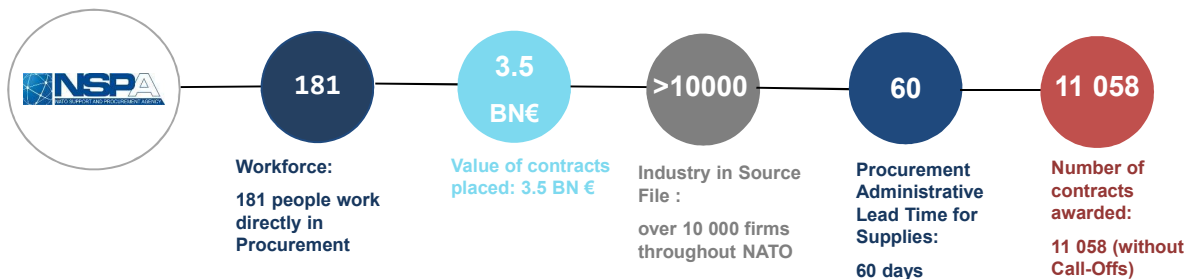 NSPA
NATO SUPPORT AND PROCUREMENT AGENCY
181
3.5
BN€
>10000
60
11 058
Workforce:
181 people work
directly in
Procurement
Value of contracts
placed: 3.5 BN €
Industry in Source
File :
over 10 000 firms
throughout NATO
Procurement
Administrative
Lead Time for
Supplies:
60 days
Number of
contracts
awarded:
11 058 (without
Call-Offs)